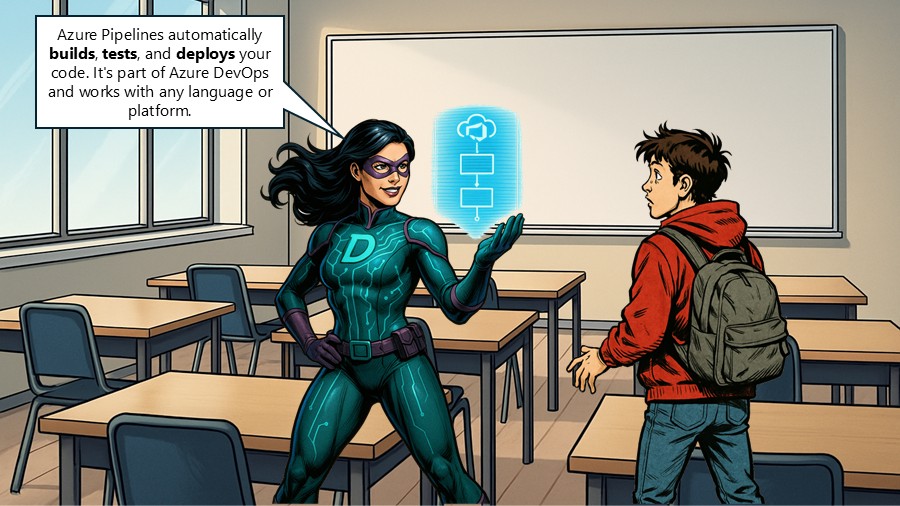 Azure Pipelines automatically
builds, tests, and deploys your
code. It's part of Azure DevOps
and works with any language or
platform.
D